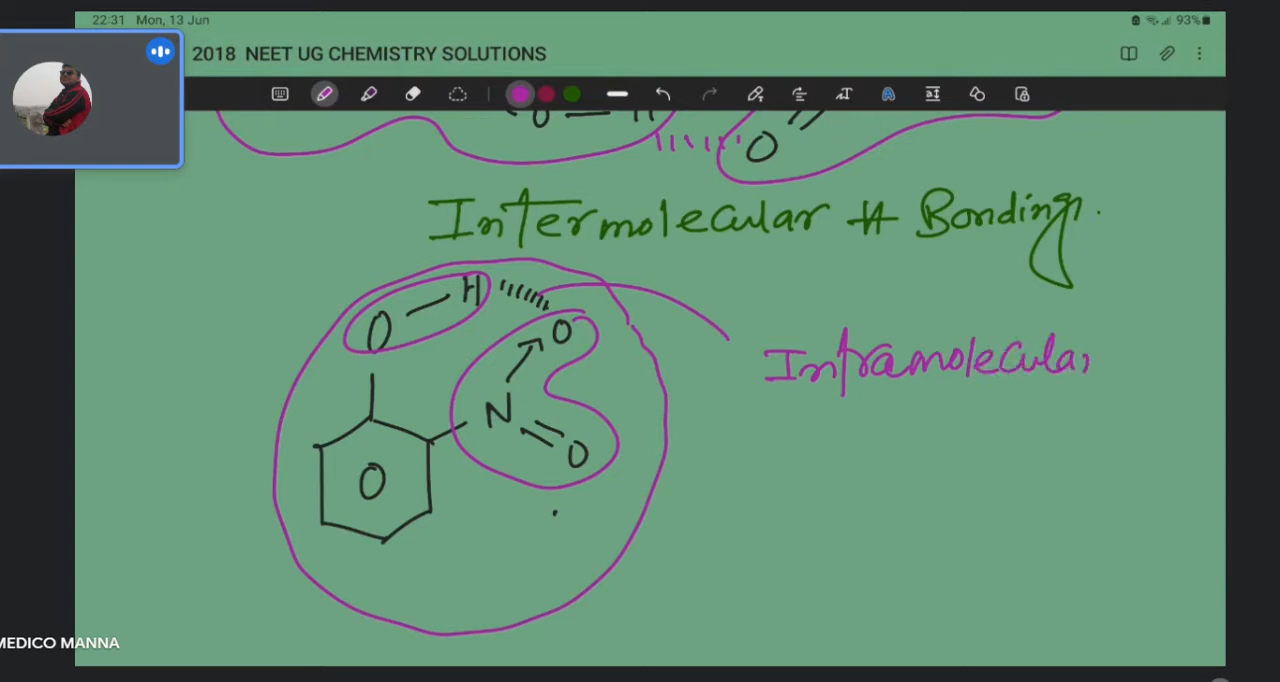 22:31 Mon, 13 Jun
93%
2018 NEET UG CHEMISTRY SOLUTIONS
O — H
O
Intermolecular H Bonding.
H
O
O
Intramolecular
N
O
O
MEDICO MANNA